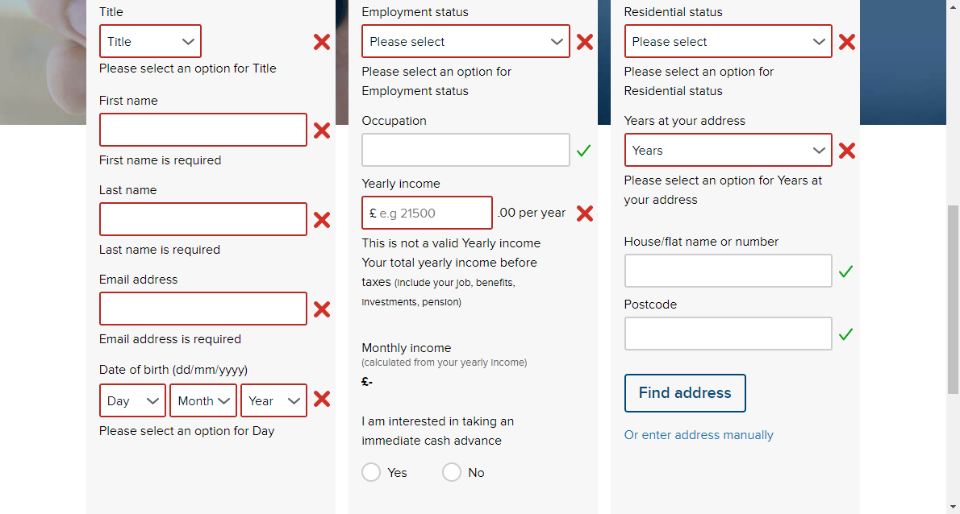 Title
Title
Please select an option for Title
First name
First name is required
Last name
Last name is required
Email address
Email address is required
Date of birth (dd/mm/yyyy)
Day Month Year
Please select an option for Day
Employment status
Please select
Please select an option for
Employment status
Occupation
Yearly income
£ e.g 21500 .00 per year
This is not a valid Yearly income
Your total yearly income before
taxes (include your job, benefits,
investments, pension)
Monthly income
(calculated from your yearly income)
£-
I am interested in taking an
immediate cash advance
Yes No
Residential status
Please select
Please select an option for
Residential status
Years at your address
Years
Please select an option for Years at
your address
House/flat name or number
Postcode
Find address
Or enter address manually